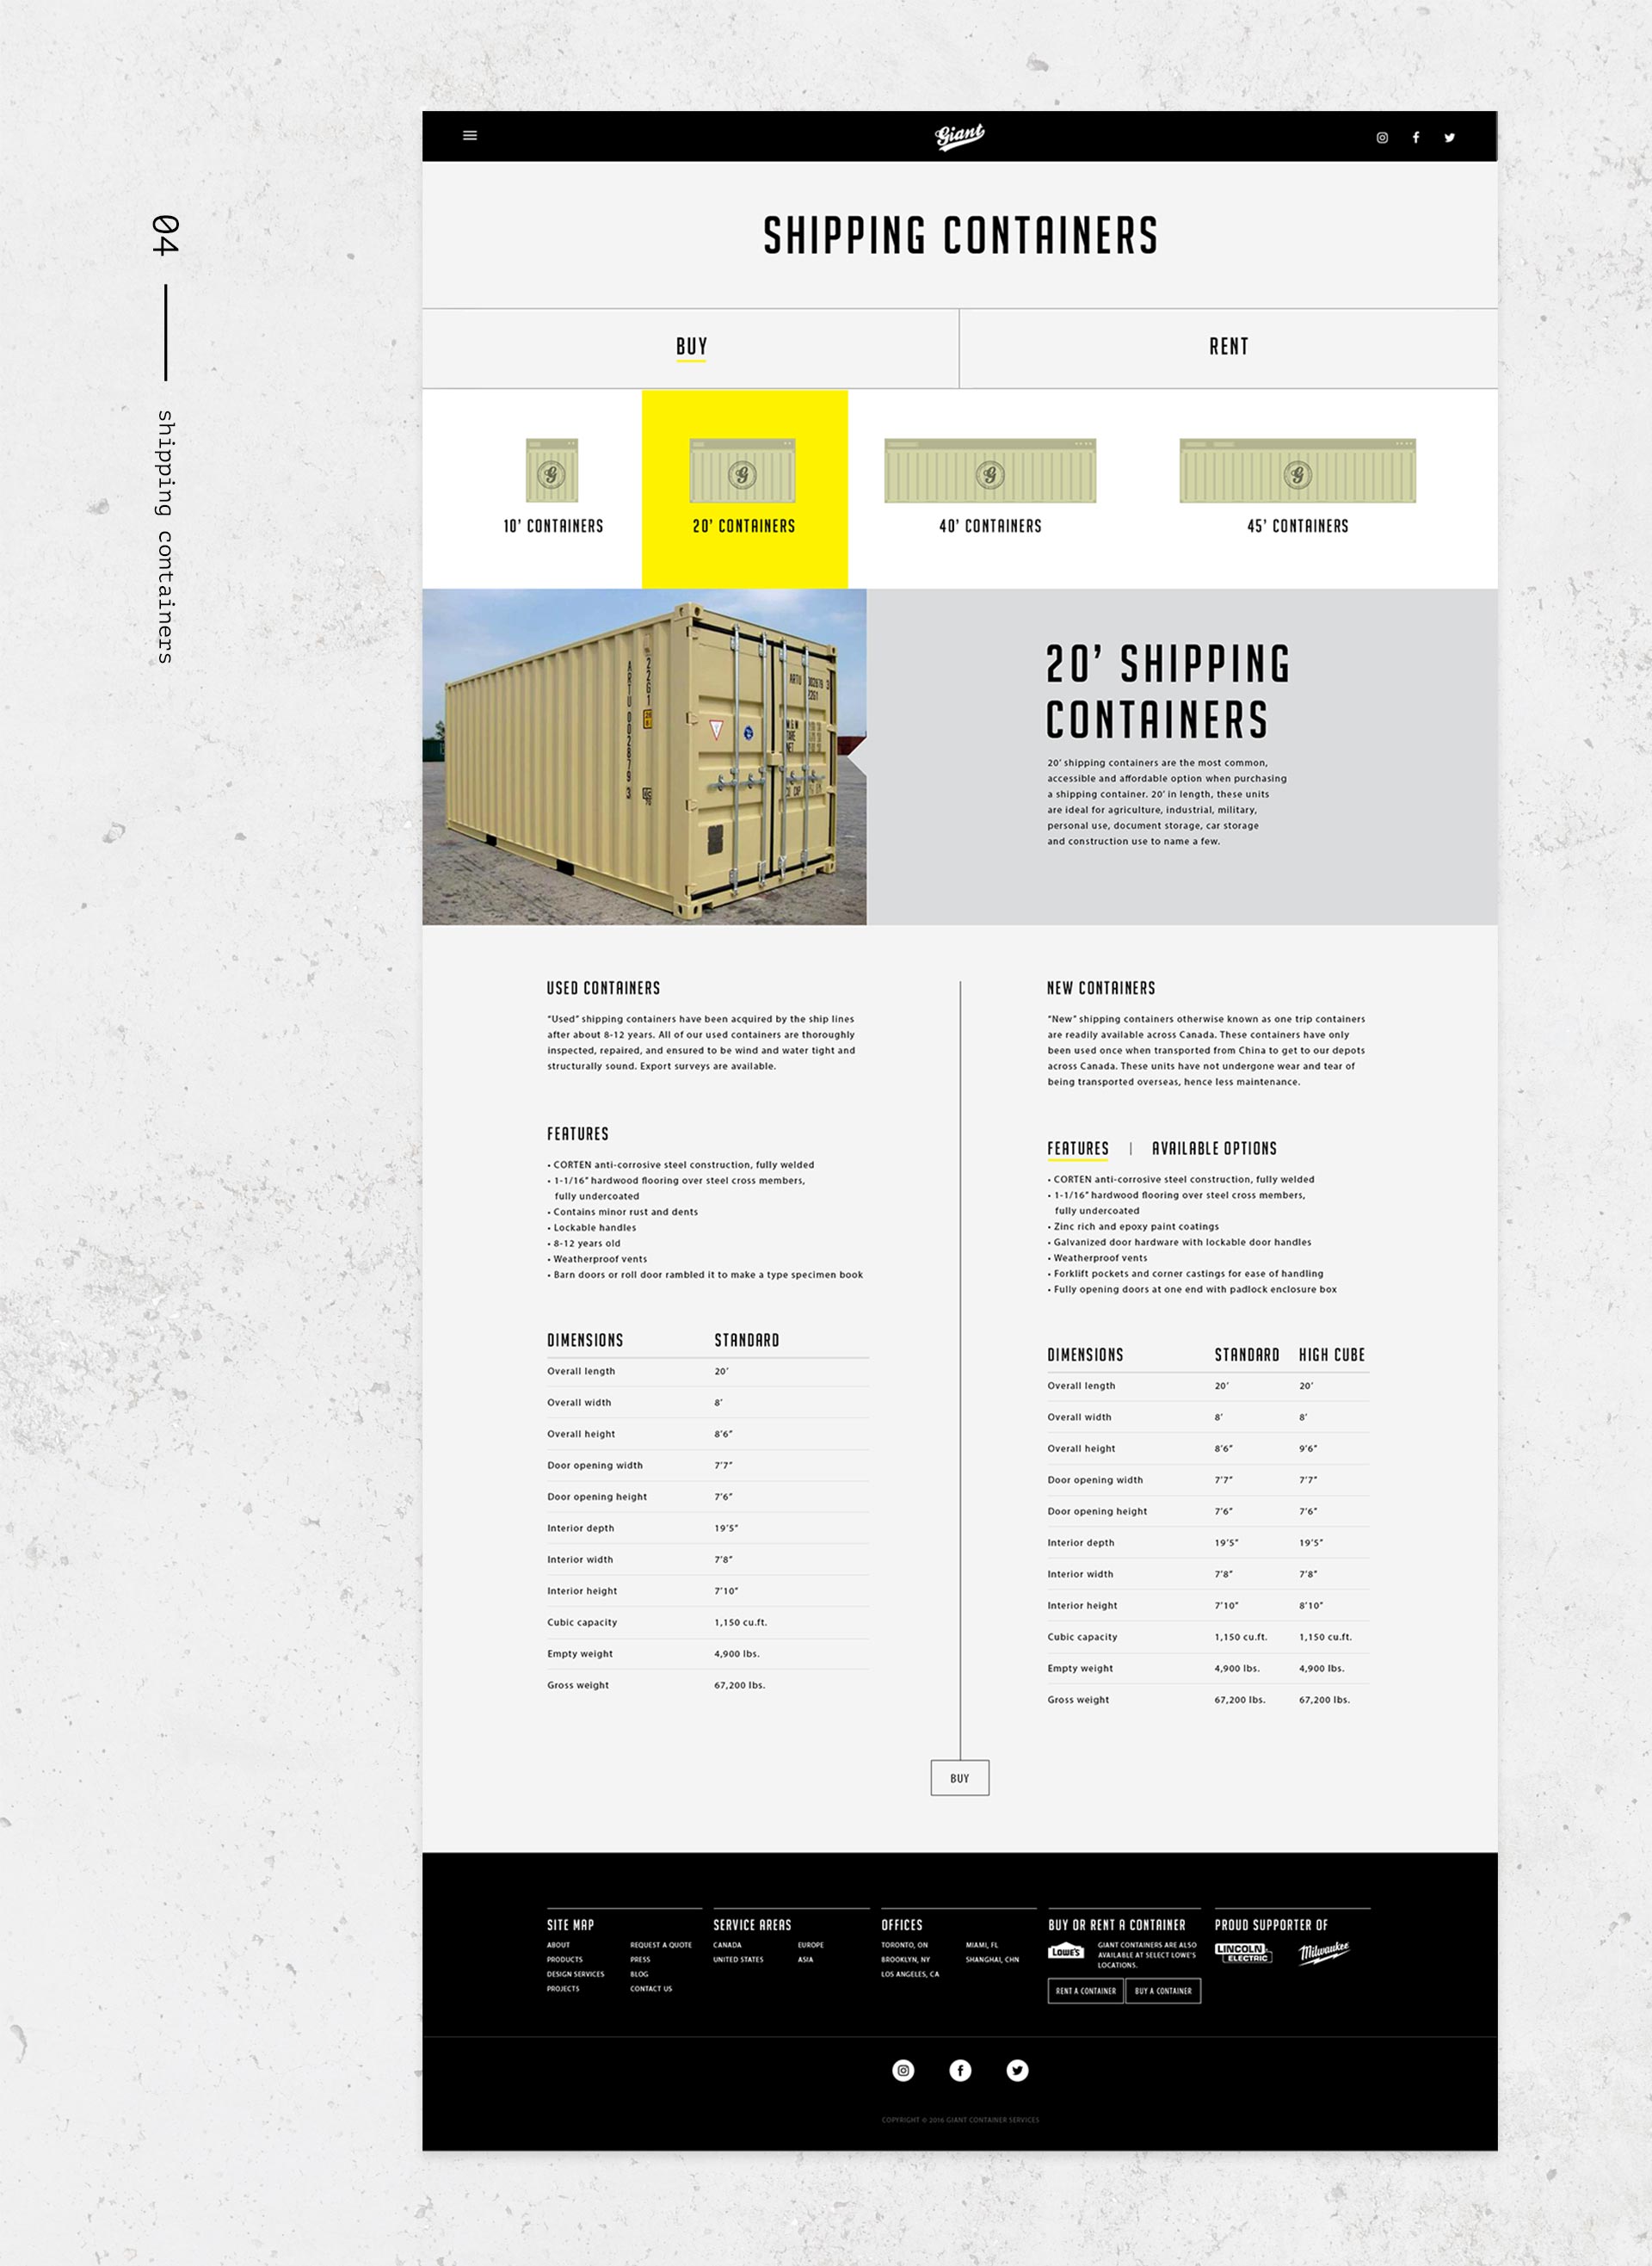 04
shipping containers
Giant
SHIPPING CONTAINERS
BUY
RENT
10' CONTAINERS
20' CONTAINERS
40' CONTAINERS
45' CONTAINERS
ARTU 002879 3
22G1
20' SHIPPING
CONTAINERS
20' shipping containers are the most common,
accessible and affordable option when purchasing
a shipping container. 20' in length, these units
are ideal for agriculture, industrial, military,
personal use, document storage, car storage
and construction use to name a few.
USED CONTAINERS
"Used" shipping containers have been acquired by the ship lines
after about 8-12 years. All of our used containers are thoroughly
inspected, repaired, and ensured to be wind and water tight and
structurally sound. Export surveys are available.
FEATURES
• CORTEN anti-corrosive steel construction, fully welded
• 1-1/16" hardwood flooring over steel cross members,
fully undercoated
• Contains minor rust and dents
• Lockable handles
• 8-12 years old
• Weatherproof vents
• Barn doors or roll door rambled it to make a type specimen book
DIMENSIONS STANDARD
Overall length 20'
Overall width 8'
Overall height 8'6"
Door opening width 7'7"
Door opening height 7'6"
Interior depth 19'5"
Interior width 7'8"
Interior height 7'10"
Cubic capacity 1,150 cu.ft.
Empty weight 4,900 lbs.
Gross weight 67,200 lbs.
NEW CONTAINERS
"New" shipping containers otherwise known as one trip containers
are readily available across Canada. These containers have only
been used once when transported from China to get to our depots
across Canada. These units have not undergone wear and tear of
being transported overseas, hence less maintenance.
FEATURES | AVAILABLE OPTIONS
• CORTEN anti-corrosive steel construction, fully welded
• 1-1/16" hardwood flooring over steel cross members,
fully undercoated
• Zinc rich and epoxy paint coatings
• Galvanized door hardware with lockable door handles
• Weatherproof vents
• Forklift pockets and corner castings for ease of handling
• Fully opening doors at one end with padlock enclosure box
DIMENSIONS STANDARD HIGH CUBE
Overall length 20' 20'
Overall width 8' 8'
Overall height 8'6" 9'6"
Door opening width 7'7" 7'7"
Door opening height 7'6" 7'6"
Interior depth 19'5" 19'5"
Interior width 7'8" 7'8"
Interior height 7'10" 8'10"
Cubic capacity 1,150 cu.ft. 1,150 cu.ft.
Empty weight 4,900 lbs. 4,900 lbs.
Gross weight 67,200 lbs. 67,200 lbs.
BUY
SITE MAP
ABOUT REQUEST A QUOTE
PRODUCTS PRESS
DESIGN SERVICES BLOG
PROJECTS CONTACT US
SERVICE AREAS
CANADA EUROPE
UNITED STATES ASIA
OFFICES
TORONTO, ON MIAMI, FL
BROOKLYN, NY SHANGHAI, CHN
LOS ANGELES, CA
BUY OR RENT A CONTAINER
LOWE'S
GIANT CONTAINERS ARE ALSO
AVAILABLE AT SELECT LOWE'S
LOCATIONS.
RENT A CONTAINER BUY A CONTAINER
PROUD SUPPORTER OF
LINCOLN
ELECTRIC
Milwaukee
COPYRIGHT © 2016 GIANT CONTAINER SERVICES